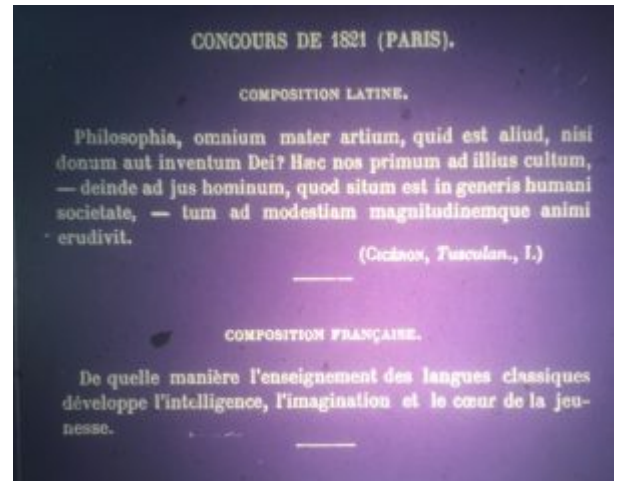 CONCOURS DE 1821 (PARIS).
COMPOSITION LATINE.
Philosophia, omnium mater artium, quid est aliud, nisi
donum aut inventum Dei? Hæc nos primum ad illius cultum,
— deinde ad jus hominum, quod situm est in generis humani
societate, — tum ad modestiam magnitudinemque animi
erudivit.
(CICÉRON, Tusculan., I.)
COMPOSITION FRANÇAISE.
De quelle manière l'enseignement des langues classiques
développe l'intelligence, l'imagination et le cœur de la jeu-
nesse.